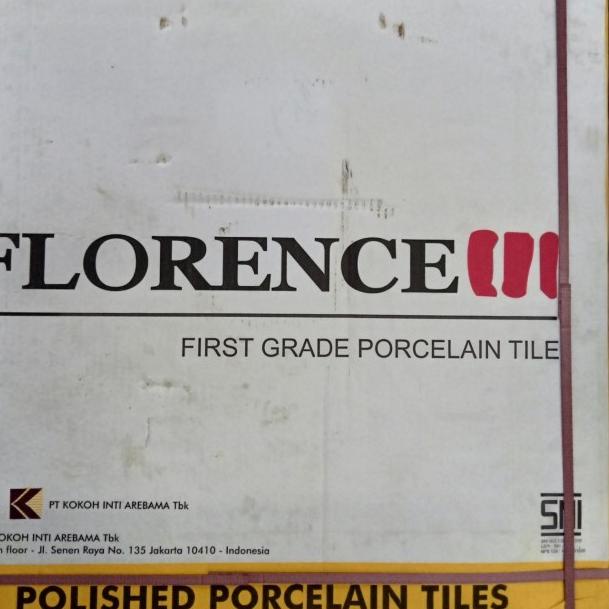 FLORENCE
FIRST GRADE PORCELAIN TILE
PT KOKOH INTI AREBAMA Tbk
OKOH INTI AREBAMA Tbk
floor - Jl. Senen Raya No. 135 Jakarta 10410 - Indonesia
SNI
POLISHED PORCELAIN TILES